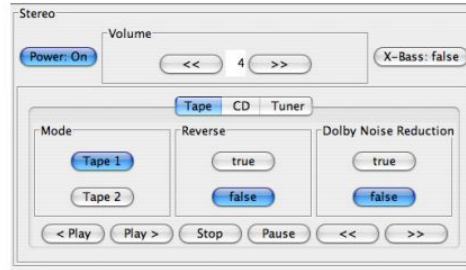 Stereo
Volume
Power: On << 4 >> X-Bass: false
Tape CD Tuner
Mode Reverse Dolby Noise Reduction
Tape 1 true true
Tape 2 false false
< Play Play > Stop Pause << >>